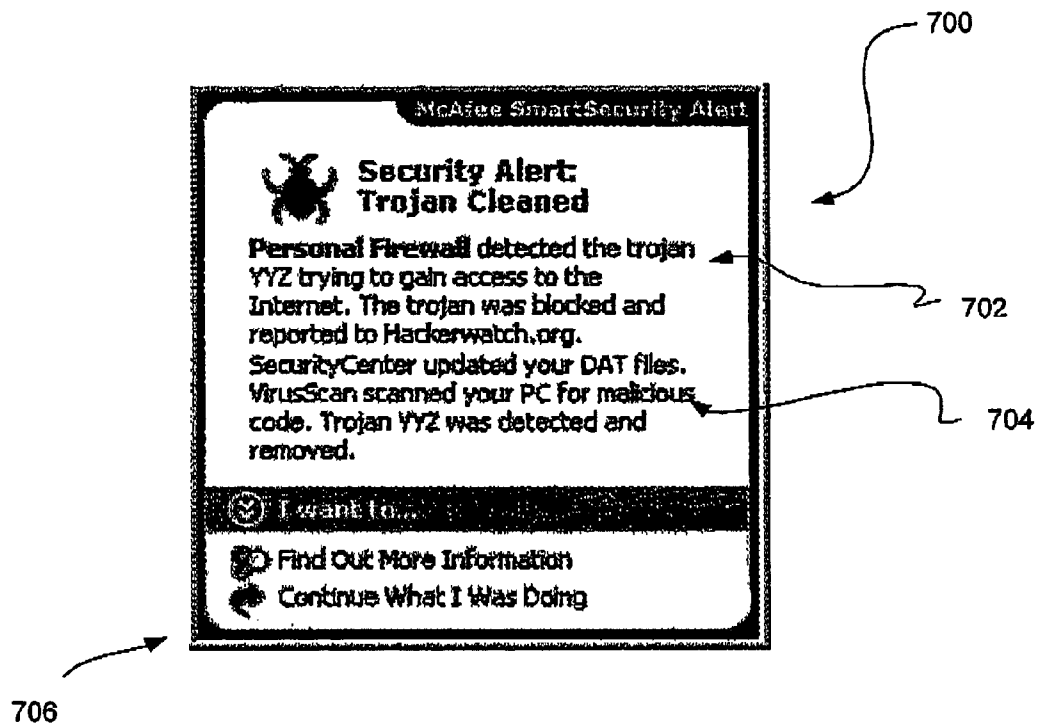 700
McAfee SmartSecurity Alert
Security Alert:
Trojan Cleaned
Personal Firewall detected the trojan
YYZ trying to gain access to the
Internet. The trojan was blocked and
reported to Hackerwatch.org.
SecurityCenter updated your DAT files.
VirusScan scanned your PC for malicious
code. Trojan YYZ was detected and
removed.
702
704
I want to...
Find Out More Information
Continue What I Was Doing
706